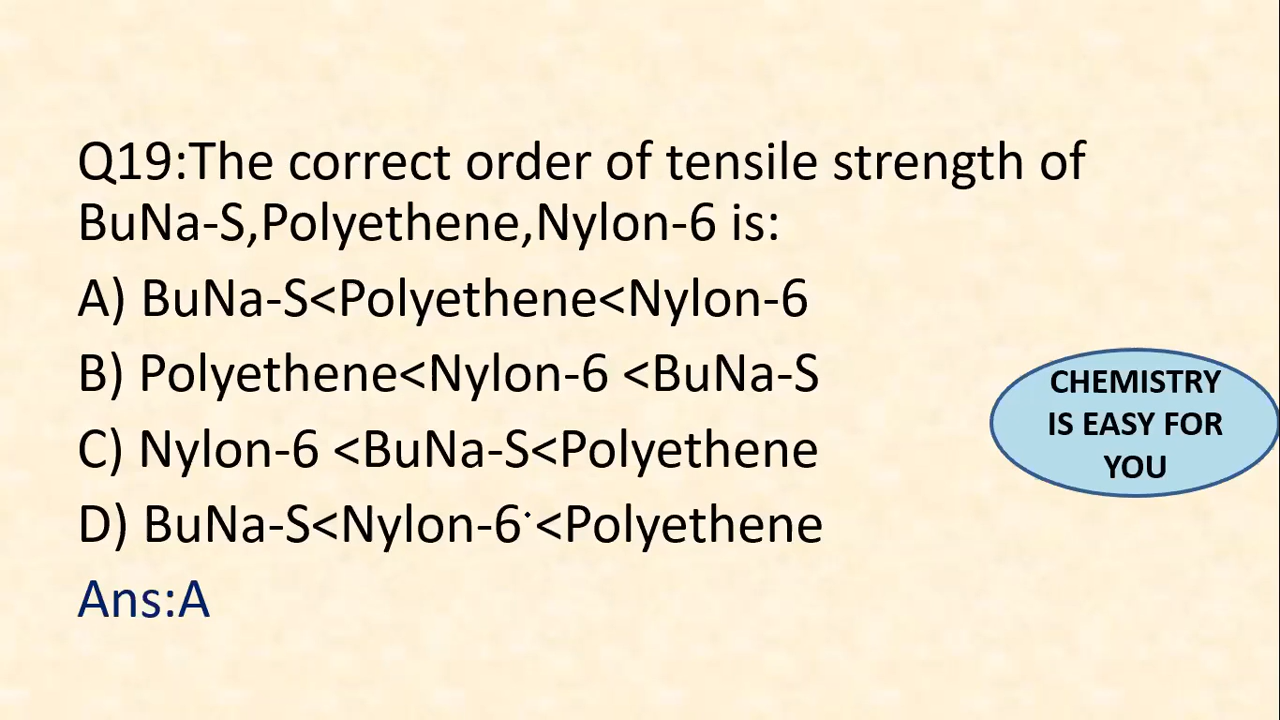 Q19:The correct order of tensile strength of
BuNa-S,Polyethene,Nylon-6 is:
A) BuNa-S<Polyethene<Nylon-6
B) Polyethene<Nylon-6 <BuNa-S
C) Nylon-6 <BuNa-S<Polyethene
D) BuNa-S<Nylon-6 <Polyethene
Ans:A
CHEMISTRY
IS EASY FOR
YOU